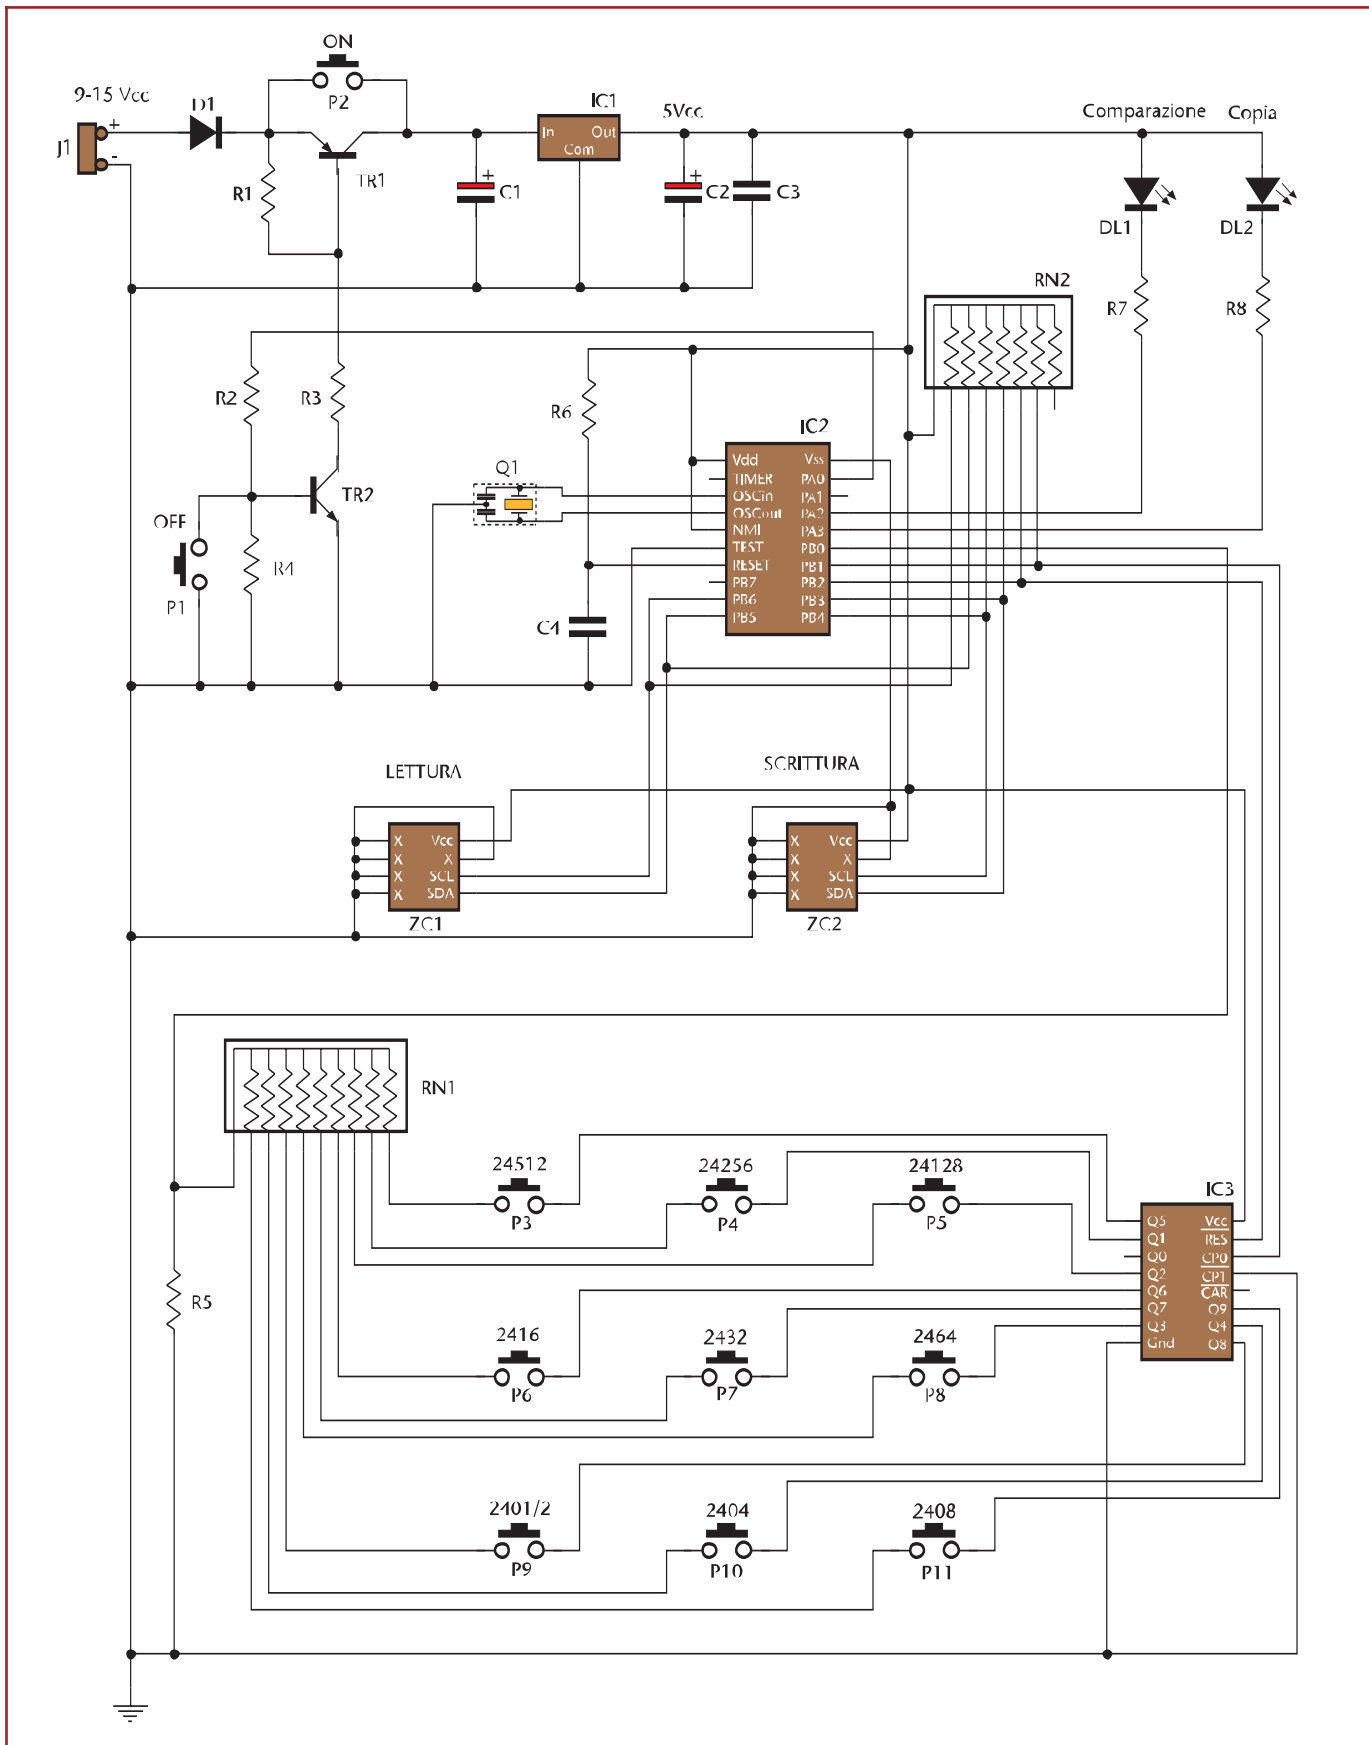 ON
9-15 Vcc
D1
P2
IC1
5Vcc
Comparazione
Copia
+
-
J1
In
Out
Com
TR1
R1
+
C1
+
C2
C3
DL1
DL2
RN2
R7
R8
R2
R3
R6
IC2
Q1
TR2
OFF
R4
P1
C4
Vdd
Vss
TIMER
PA0
OSCin
PA1
OSCout
PA2
NMI
PA3
TEST
PB0
RESET
PB1
PB7
PB2
PB6
PB3
PB5
PB4
LETTURA
SCRITTURA
X
Vcc
X
X
X
SCL
X
SDA
ZC1
X
Vcc
X
X
X
SCL
X
SDA
ZC2
RN1
24512
24256
24128
P3
P4
P5
IC3
Q5
Vcc
Q1
RES
Q0
CP0
Q2
CP1
Q6
CAR
Q7
Q9
Q3
Q4
Gnd
Q8
R5
2416
2432
2464
P6
P7
P8
2401/2
2404
2408
P9
P10
P11